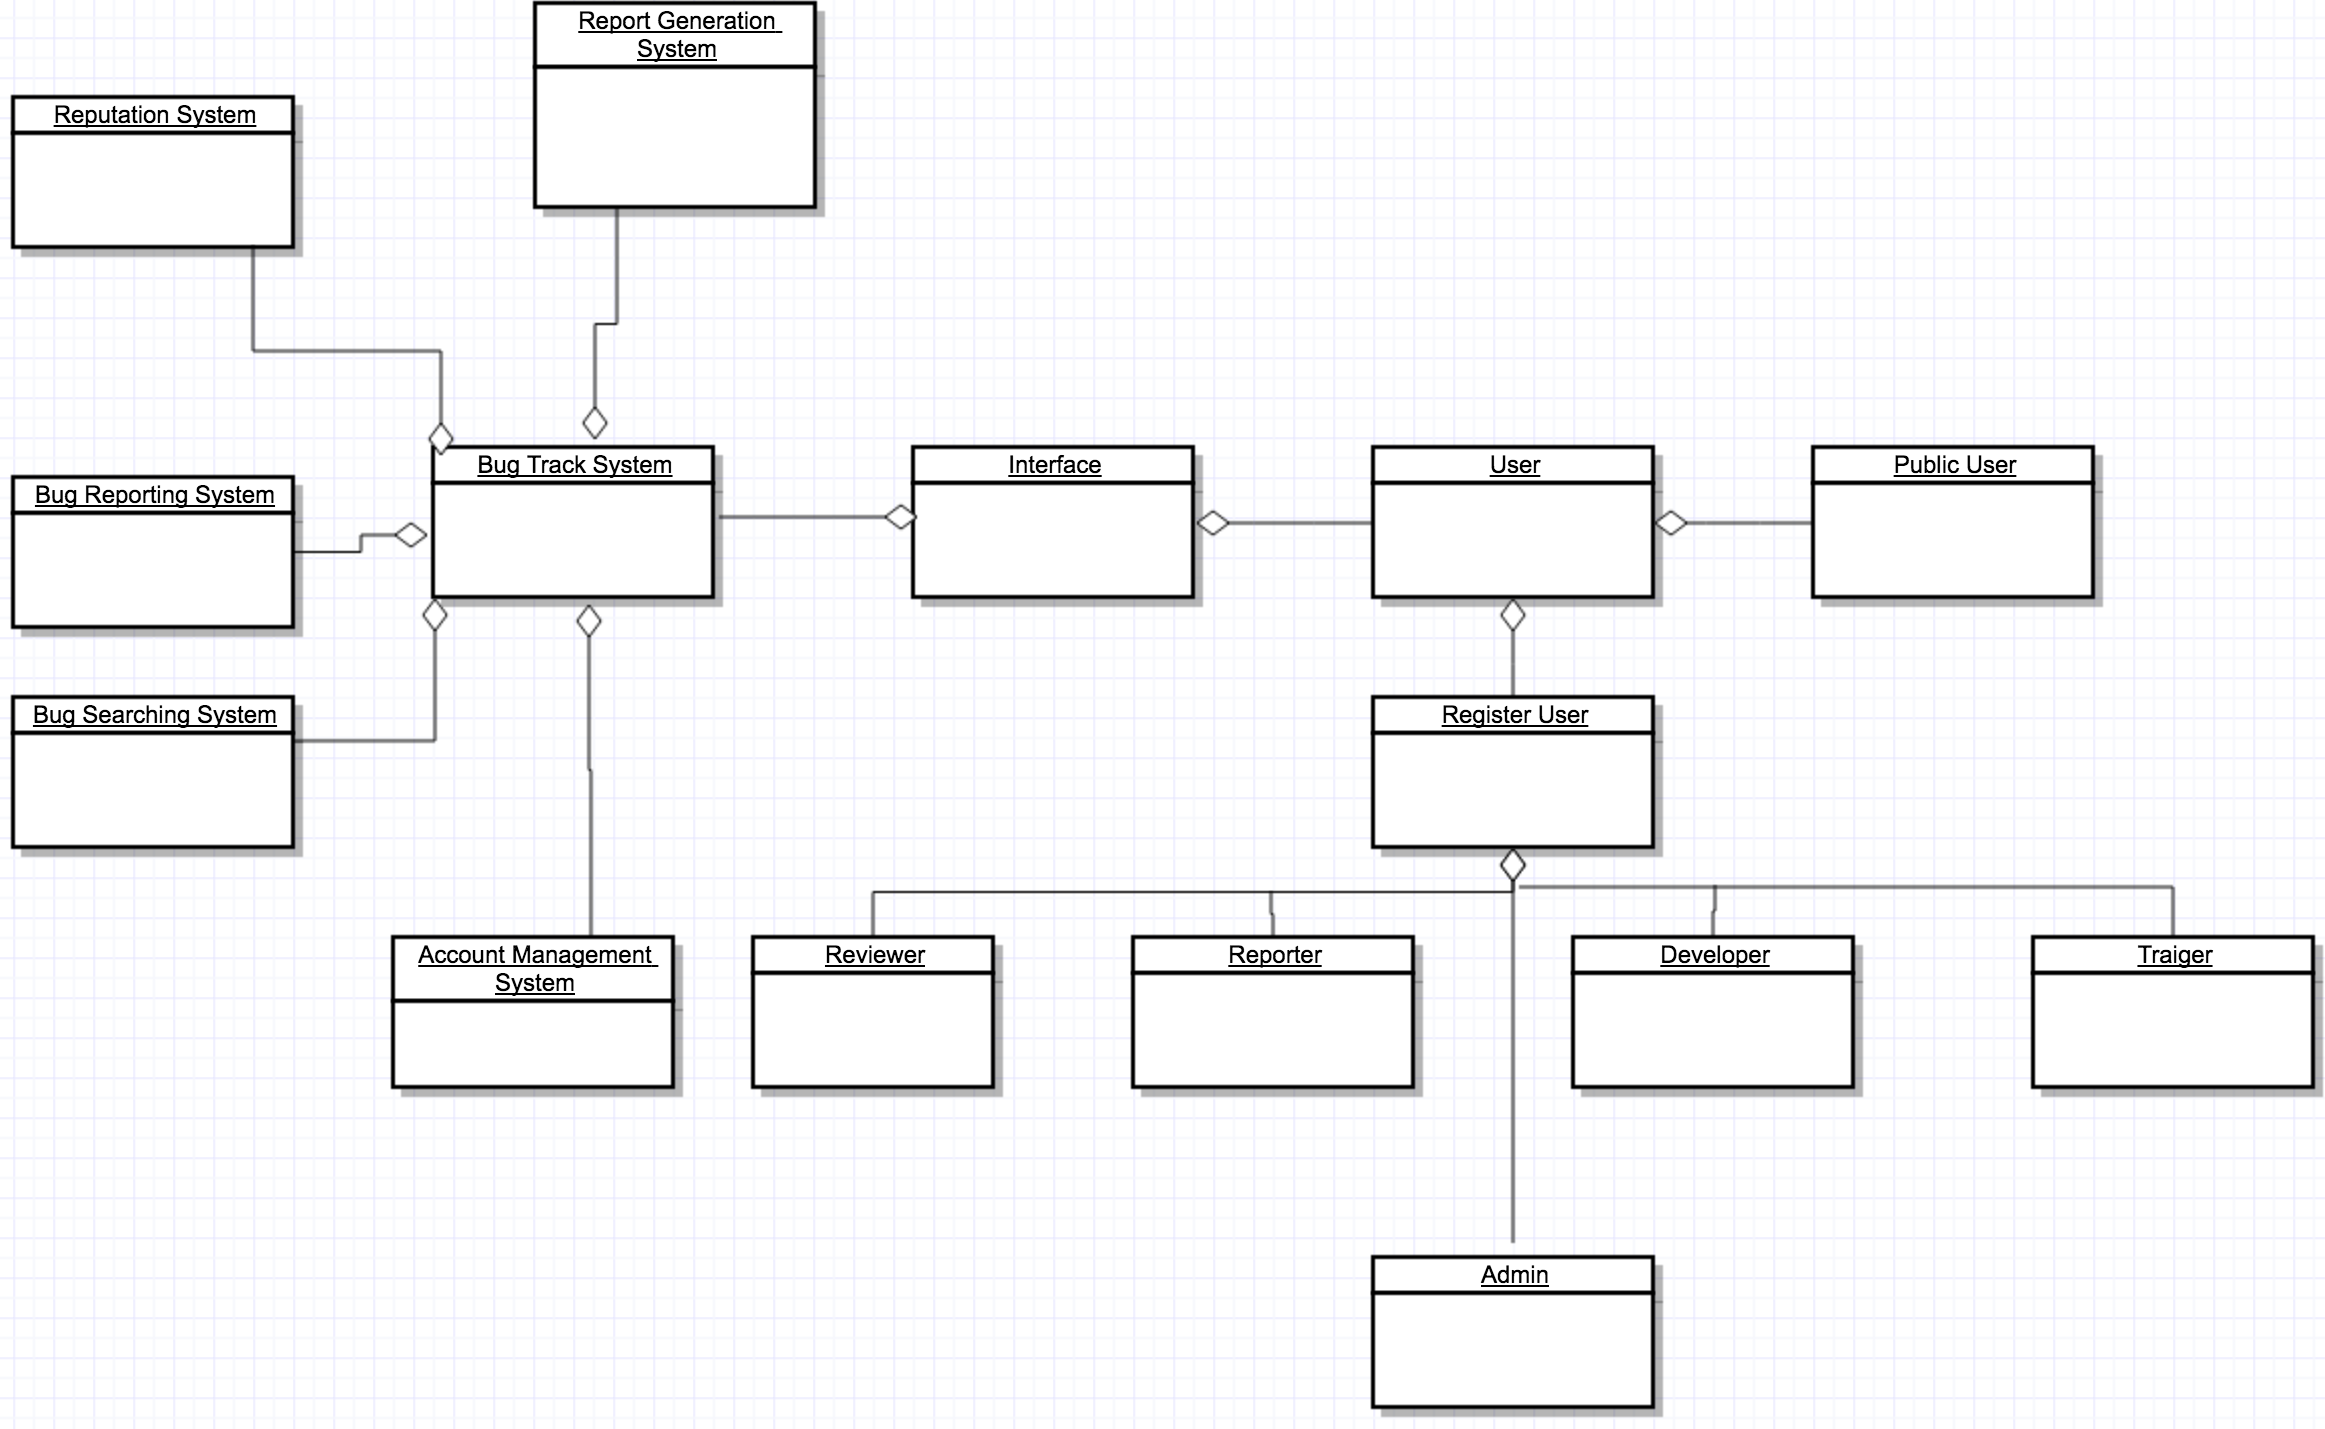 Report Generation
System
Reputation System
Bug Track System
Interface
User
Public User
Bug Reporting System
Bug Searching System
Register User
Account Management
System
Reviewer
Reporter
Developer
Traiger
Admin